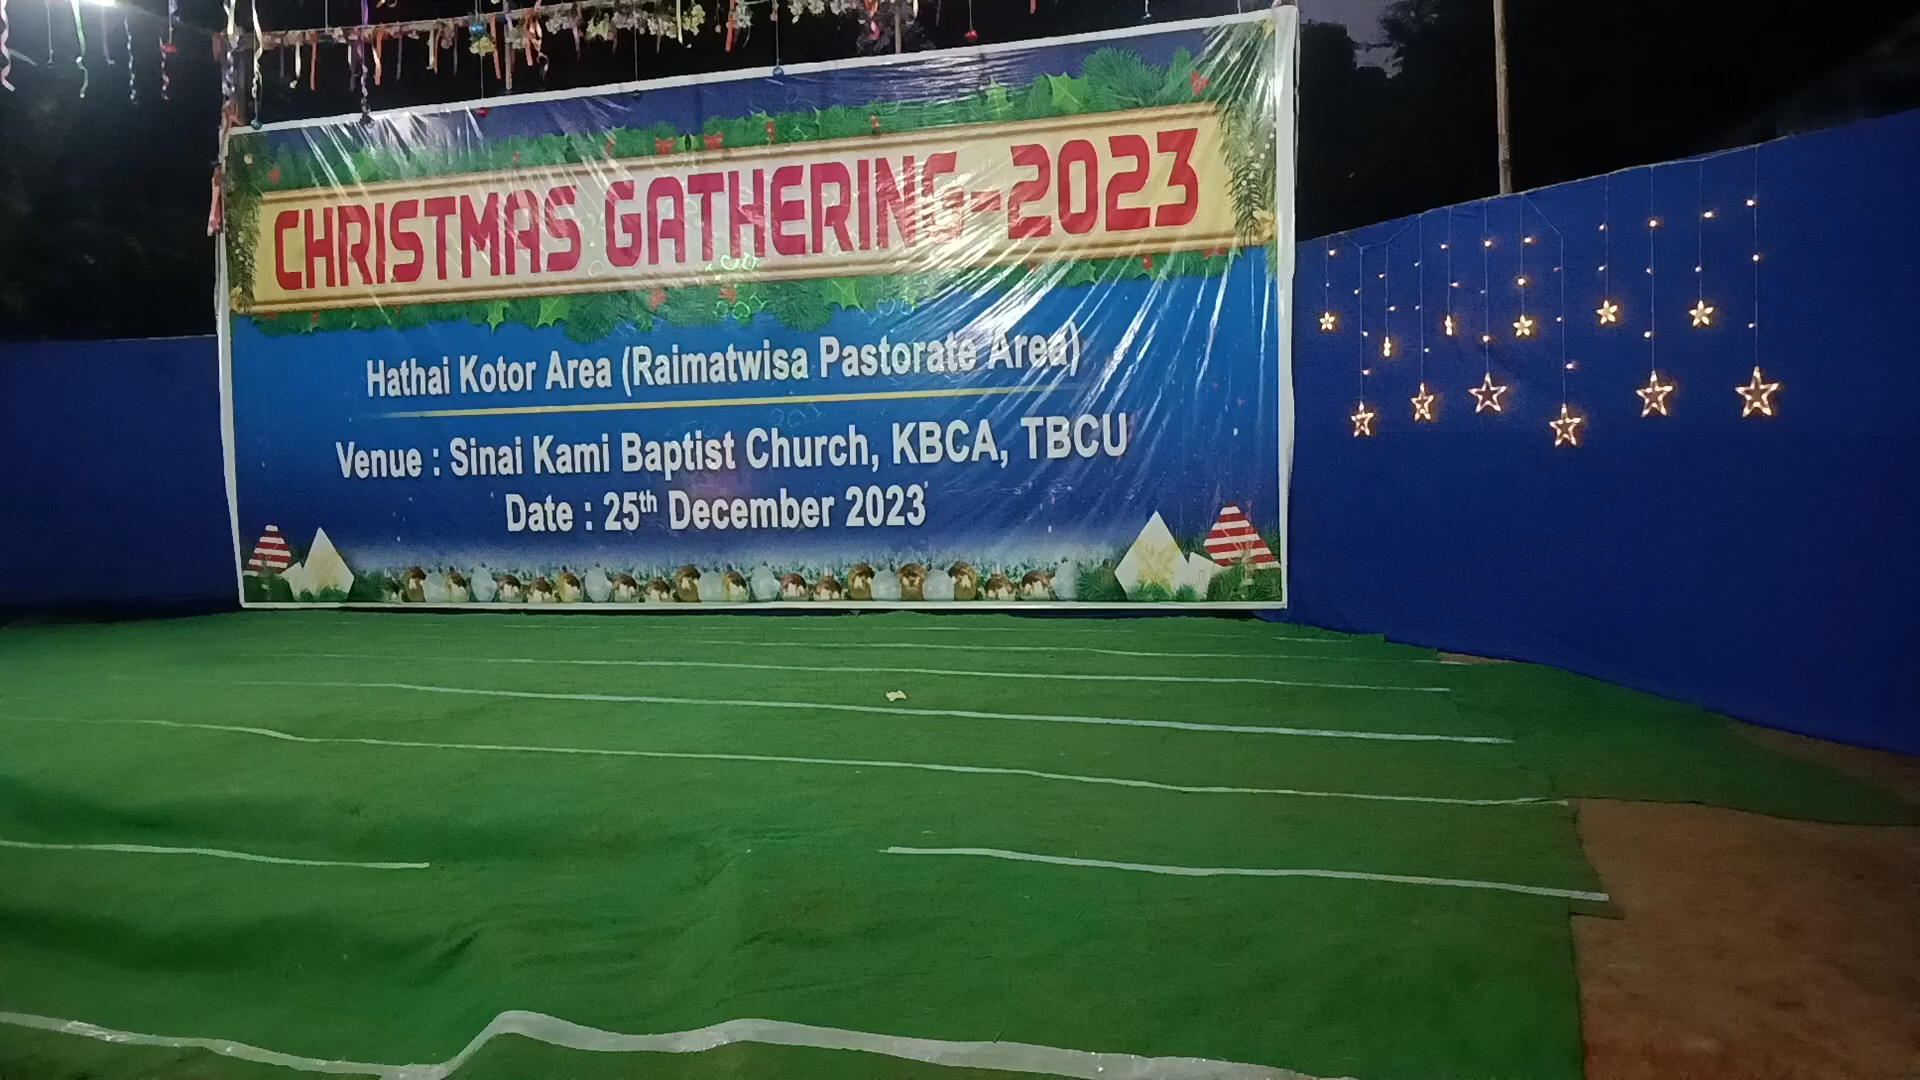 CHRISTMAS GATHERING-2023
Hathai Kotor Area (Raimatwisa Pastorate Area)
Venue : Sinai Kami Baptist Church, KBCA, TBCU
Date : 25th December 2023